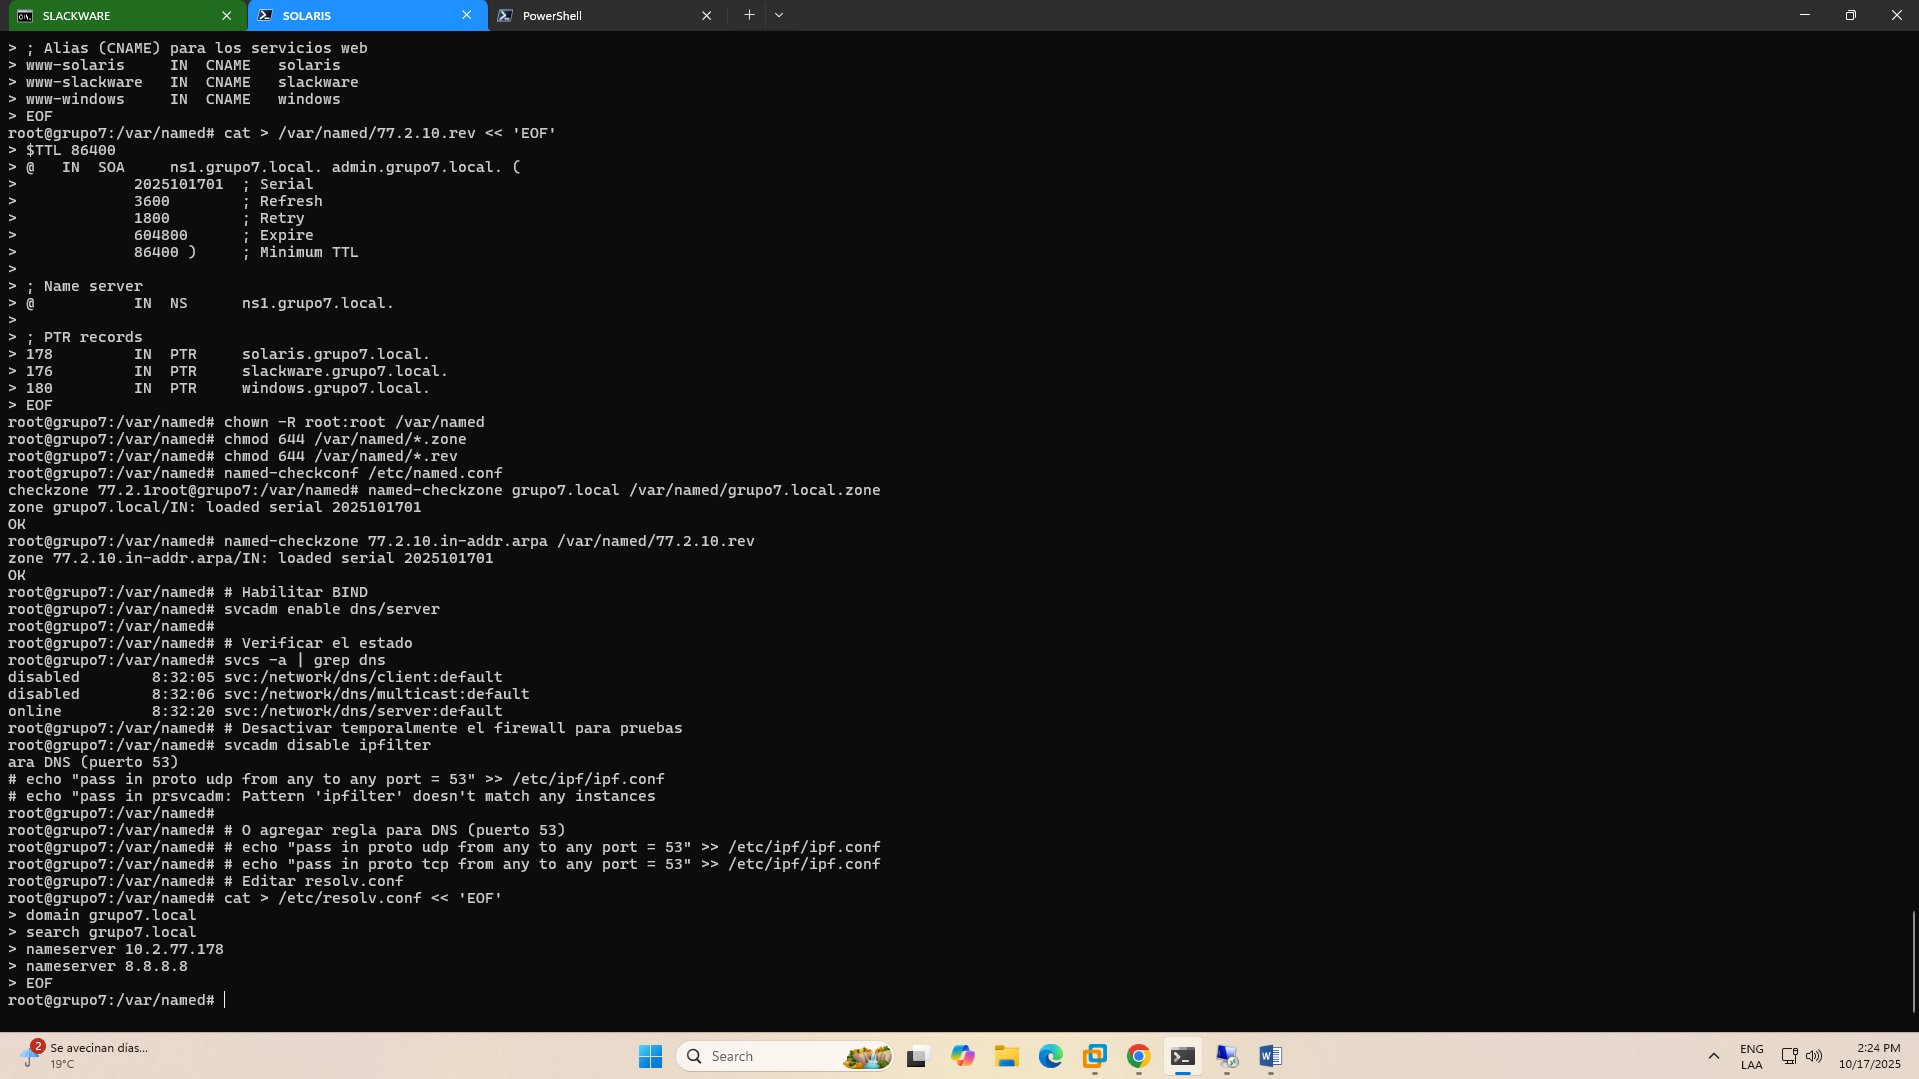 SLACKWARE
SOLARIS
PowerShell
> ; Alias (CNAME) para los servicios web
> www-solaris     IN  CNAME   solaris
> www-slackware   IN  CNAME   slackware
> www-windows     IN  CNAME   windows
> EOF
root@grupo7:/var/named# cat > /var/named/77.2.10.rev << 'EOF'
> $TTL 86400
> @   IN  SOA     ns1.grupo7.local. admin.grupo7.local. (
>             2025101701  ; Serial
>             3600        ; Refresh
>             1800        ; Retry
>             604800      ; Expire
>             86400 )     ; Minimum TTL
>
> ; Name server
> @           IN  NS      ns1.grupo7.local.
>
> ; PTR records
> 178         IN  PTR     solaris.grupo7.local.
> 176         IN  PTR     slackware.grupo7.local.
> 180         IN  PTR     windows.grupo7.local.
> EOF
root@grupo7:/var/named# chown -R root:root /var/named
root@grupo7:/var/named# chmod 644 /var/named/*.zone
root@grupo7:/var/named# chmod 644 /var/named/*.rev
root@grupo7:/var/named# named-checkconf /etc/named.conf
checkzone 77.2.1root@grupo7:/var/named# named-checkzone grupo7.local /var/named/grupo7.local.zone
zone grupo7.local/IN: loaded serial 2025101701
OK
root@grupo7:/var/named# named-checkzone 77.2.10.in-addr.arpa /var/named/77.2.10.rev
zone 77.2.10.in-addr.arpa/IN: loaded serial 2025101701
OK
root@grupo7:/var/named# # Habilitar BIND
root@grupo7:/var/named# svcadm enable dns/server
root@grupo7:/var/named#
root@grupo7:/var/named# # Verificar el estado
root@grupo7:/var/named# svcs -a | grep dns
disabled        8:32:05 svc:/network/dns/client:default
disabled        8:32:06 svc:/network/dns/multicast:default
online          8:32:20 svc:/network/dns/server:default
root@grupo7:/var/named# # Desactivar temporalmente el firewall para pruebas
root@grupo7:/var/named# svcadm disable ipfilter
ara DNS (puerto 53)
# echo "pass in proto udp from any to any port = 53" >> /etc/ipf/ipf.conf
# echo "pass in prsvcadm: Pattern 'ipfilter' doesn't match any instances
root@grupo7:/var/named#
root@grupo7:/var/named# # O agregar regla para DNS (puerto 53)
root@grupo7:/var/named# # echo "pass in proto udp from any to any port = 53" >> /etc/ipf/ipf.conf
root@grupo7:/var/named# # echo "pass in proto tcp from any to any port = 53" >> /etc/ipf/ipf.conf
root@grupo7:/var/named# # Editar resolv.conf
root@grupo7:/var/named# cat > /etc/resolv.conf << 'EOF'
> domain grupo7.local
> search grupo7.local
> nameserver 10.2.77.178
> nameserver 8.8.8.8
> EOF
root@grupo7:/var/named#
2
Se avecinan días...
19°C
Search
ENG
LAA
2:24 PM
10/17/2025